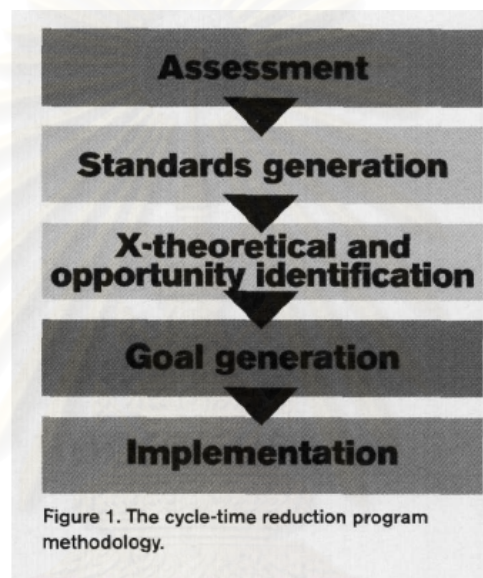 Assessment
Standards generation
X-theoretical and
opportunity identification
Goal generation
Implementation
Figure 1. The cycle-time reduction program
methodology.